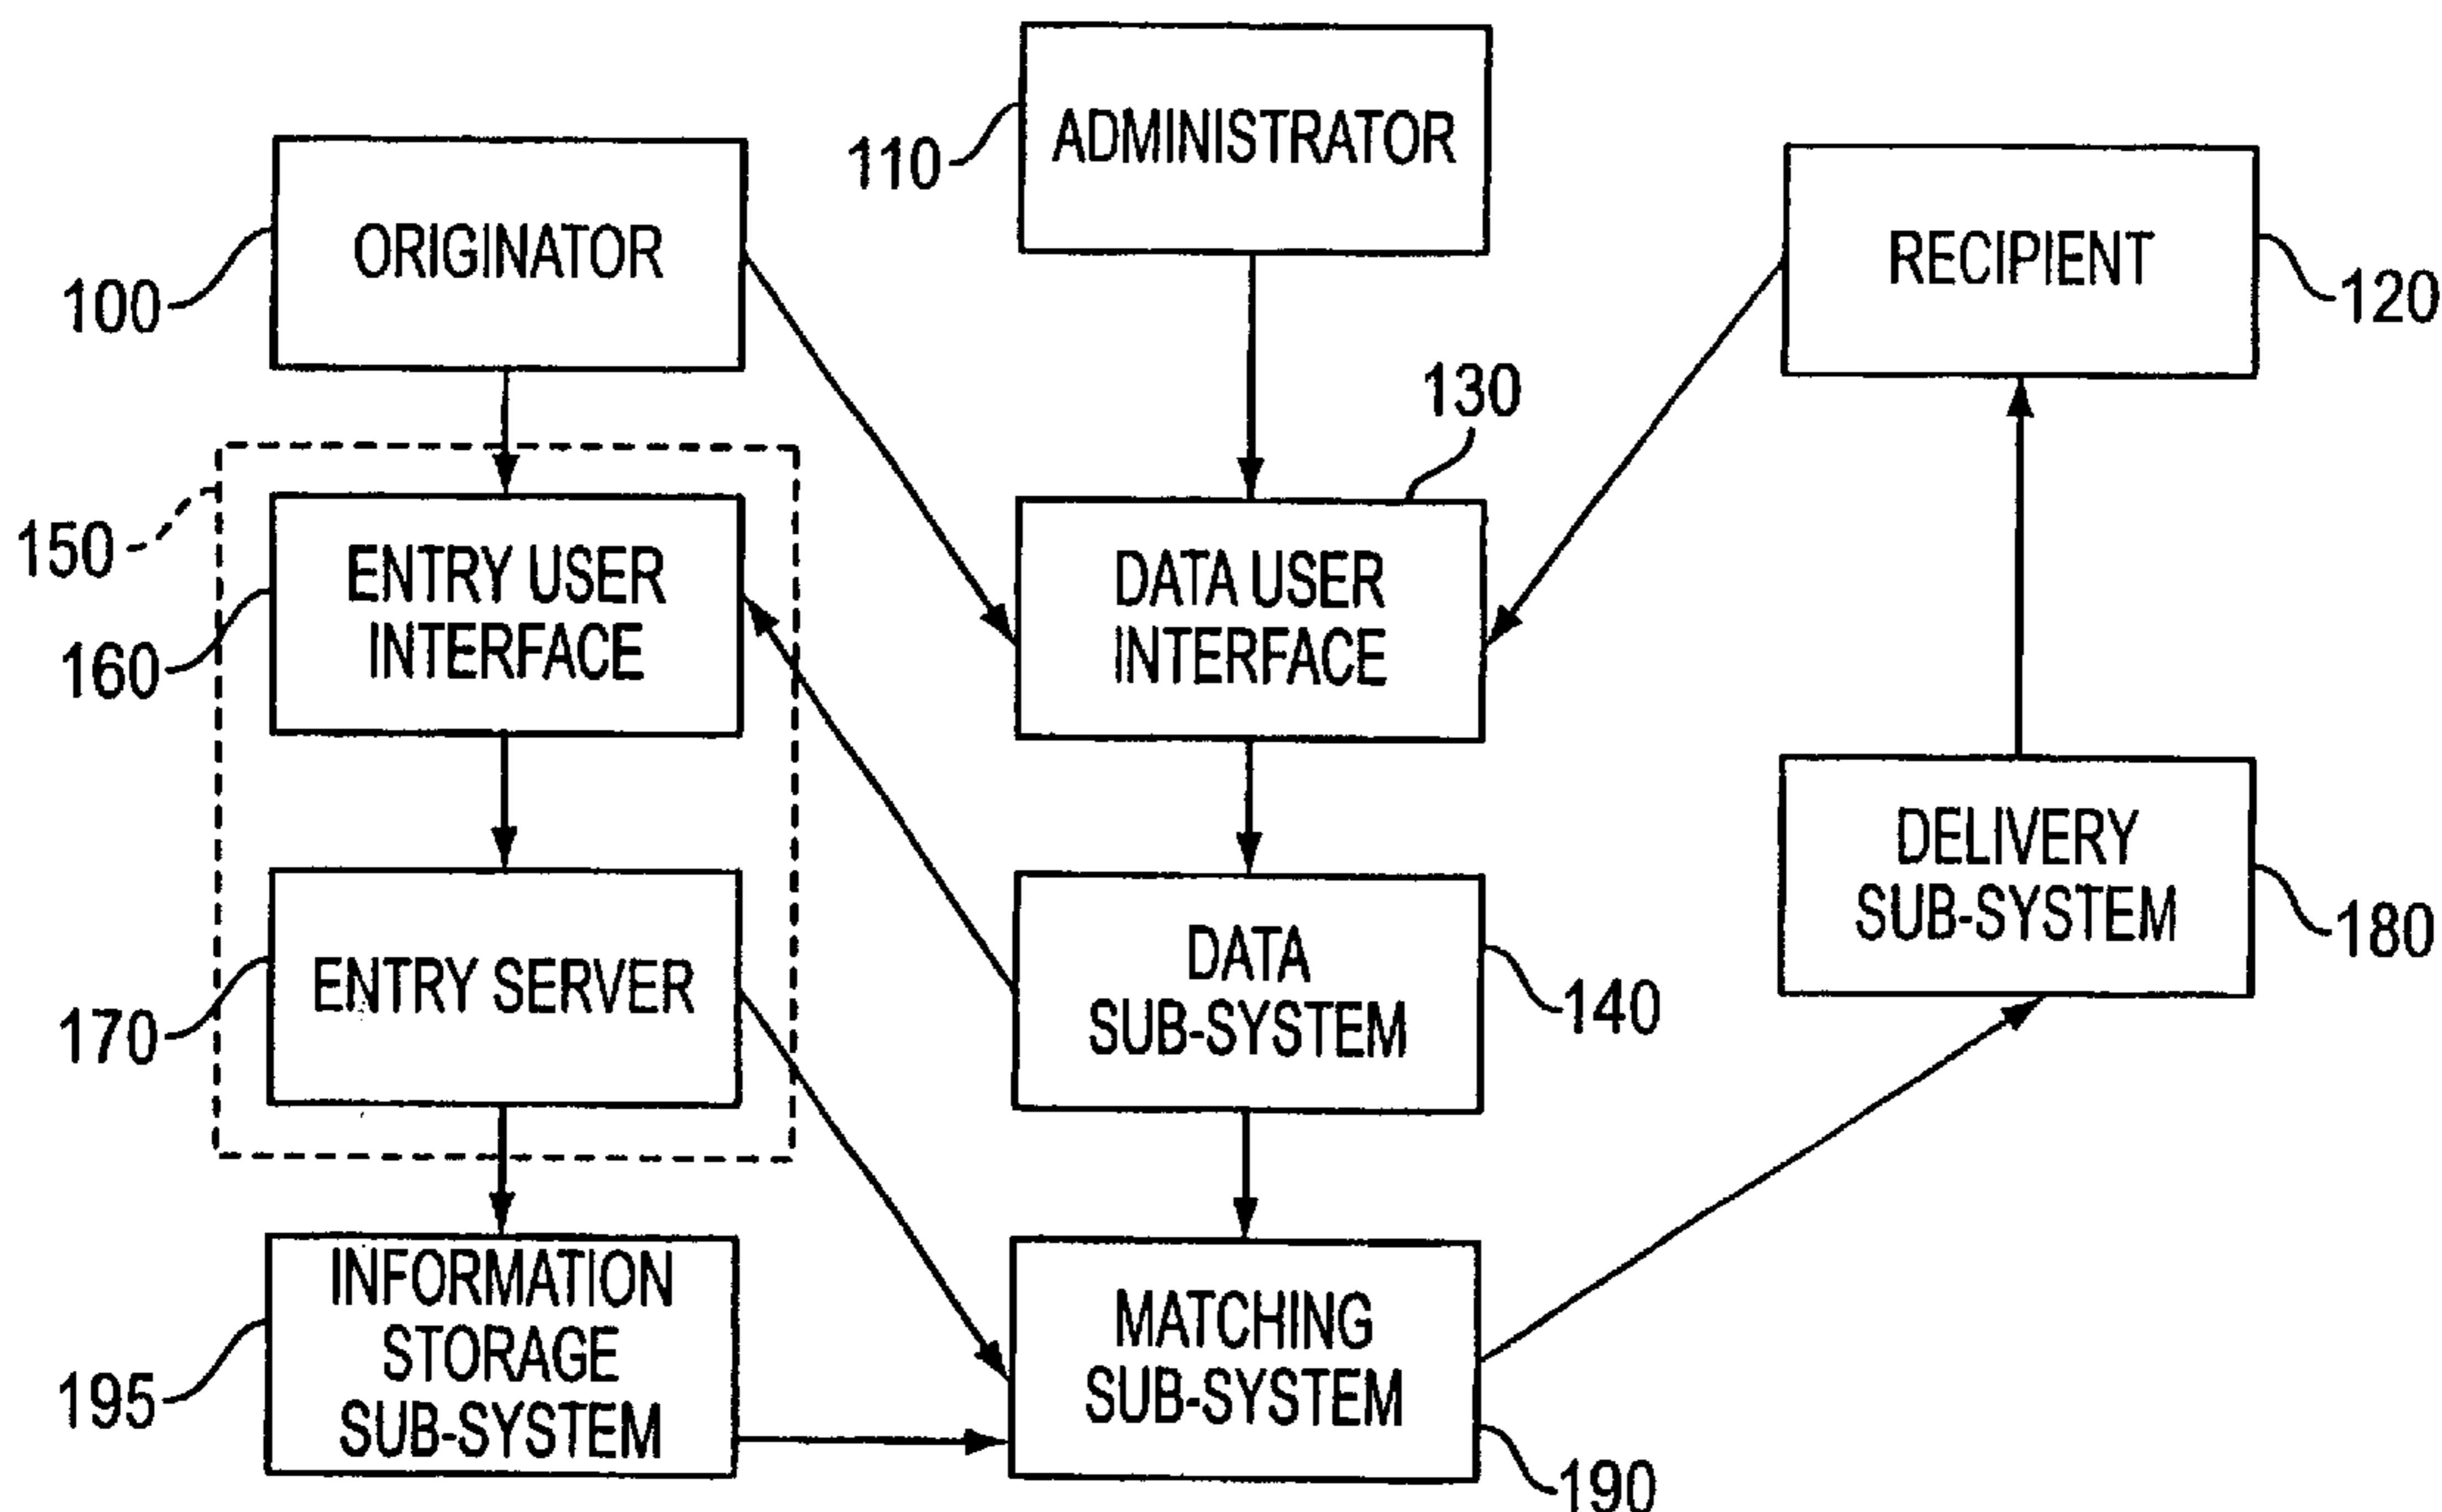 ADMINISTRATOR
110
ORIGINATOR
100
RECIPIENT
120
130
150
ENTRY USER
INTERFACE
160
DATA USER
INTERFACE
DELIVERY
SUB-SYSTEM
180
ENTRY SERVER
170
DATA
SUB-SYSTEM
140
INFORMATION
STORAGE
SUB-SYSTEM
195
MATCHING
SUB-SYSTEM
190